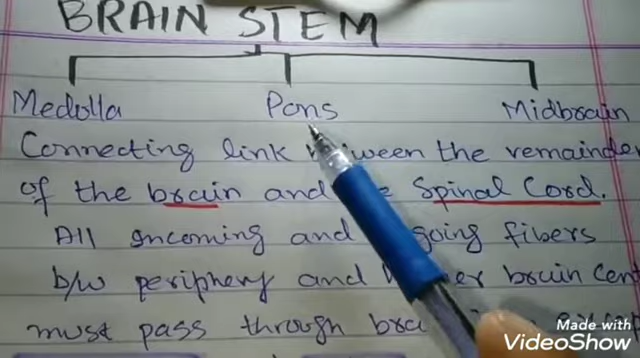 BRAIN STEM
Medulla Pons Midbrain
Connecting link between the remainder
of the brain and Spinal Cord.
All incoming and going fibers
b/w periphery and er brain Cent
must pass through bra
Made with
VideoShow